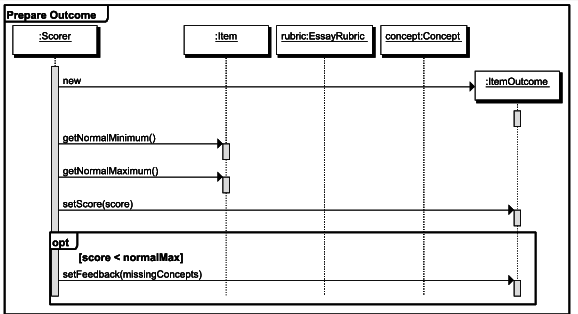 Prepare Outcome
:Scorer
:Item
rubric:EssayRubric
concept:Concept
new
:ItemOutcome
getNormalMinimum()
getNormalMaximum()
setScore(score)
opt
[score < normalMax]
setFeedback(missingConcepts)